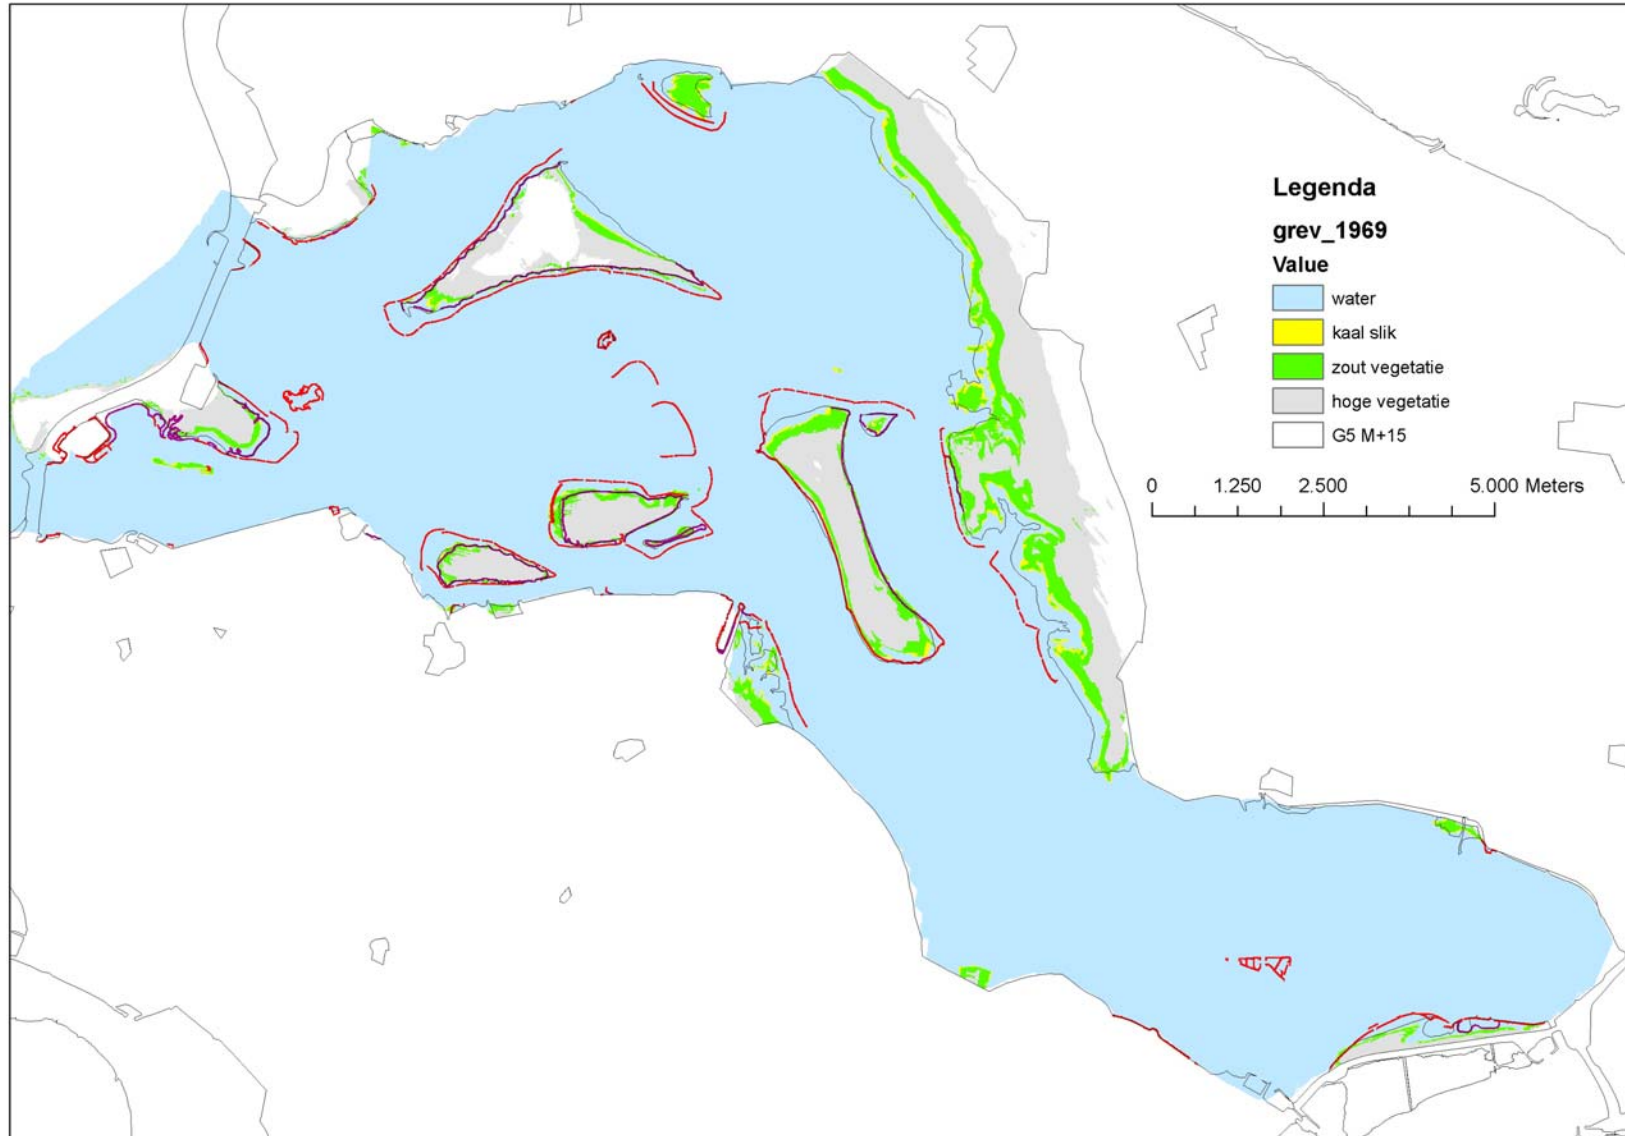 Legenda
grev_1969
Value
water
kaal slik
zout vegetatie
hoge vegetatie
G5 M+15
0 1.250 2.500 5.000 Meters